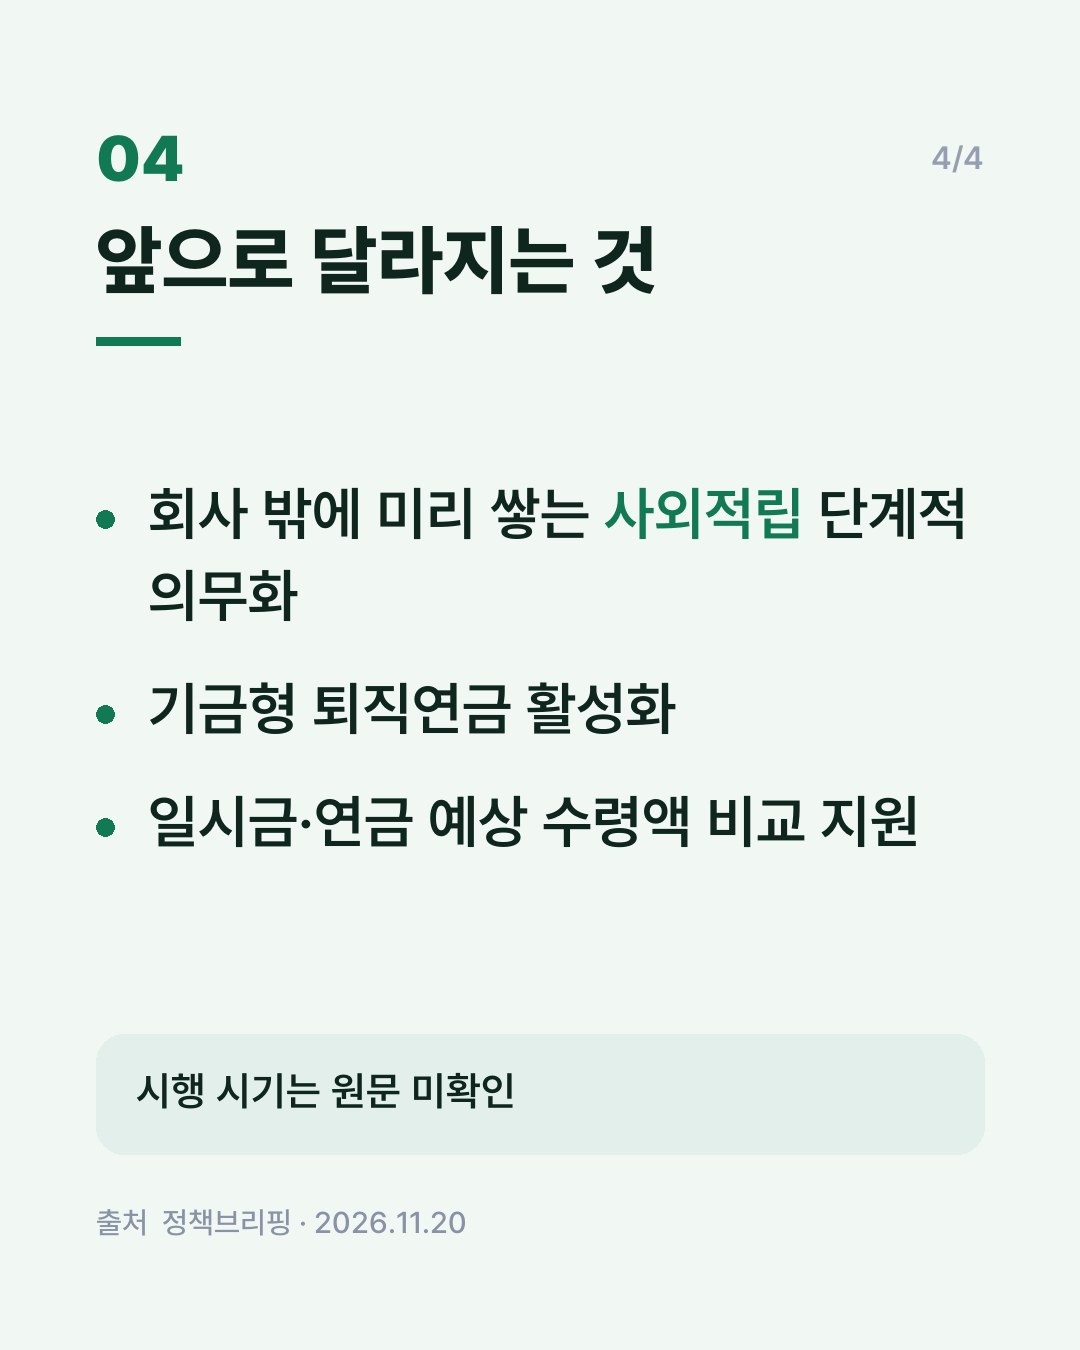 04
4/4
앞으로 달라지는 것
• 회사 밖에 미리 쌓는 사외적립 단계적
의무화
• 기금형 퇴직연금 활성화
• 일시금·연금 예상 수령액 비교 지원
시행 시기는 원문 미확인
출처 정책브리핑 · 2026.11.20